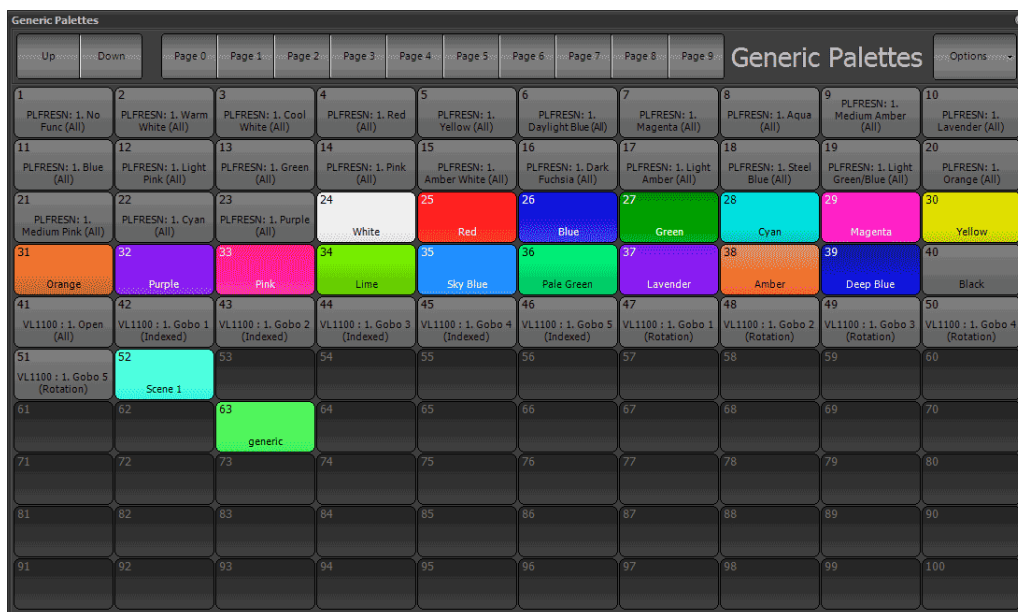 Generic Palettes
Up Down Page 0 Page 1 Page 2 Page 3 Page 4 Page 5 Page 6 Page 7 Page 8 Page 9 Generic Palettes Options
1 2 3 4 5 6 7 8 9 10
PLFRESN: 1. No Func (All)
PLFRESN: 1. Warm White (All)
PLFRESN: 1. Cool White (All)
PLFRESN: 1. Red (All)
PLFRESN: 1. Yellow (All)
PLFRESN: 1. Daylight Blue (All)
PLFRESN: 1. Magenta (All)
PLFRESN: 1. Aqua (All)
PLFRESN: 1. Medium Amber (All)
PLFRESN: 1. Lavender (All)
11 12 13 14 15 16 17 18 19 20
PLFRESN: 1. Blue (All)
PLFRESN: 1. Light Pink (All)
PLFRESN: 1. Green (All)
PLFRESN: 1. Pink (All)
PLFRESN: 1. Amber White (All)
PLFRESN: 1. Dark Fuchsia (All)
PLFRESN: 1. Light Amber (All)
PLFRESN: 1. Steel Blue (All)
PLFRESN: 1. Light Green/Blue (All)
PLFRESN: 1. Orange (All)
21 22 23 24 25 26 27 28 29 30
PLFRESN: 1. Medium Pink (All)
PLFRESN: 1. Cyan (All)
PLFRESN: 1. Purple (All)
White Red Blue Green Cyan Magenta Yellow
31 32 33 34 35 36 37 38 39 40
Orange Purple Pink Lime Sky Blue Pale Green Lavender Amber Deep Blue Black
41 42 43 44 45 46 47 48 49 50
VL1100 : 1. Open (All)
VL1100 : 1. Gobo 1 (Indexed)
VL1100 : 1. Gobo 2 (Indexed)
VL1100 : 1. Gobo 3 (Indexed)
VL1100 : 1. Gobo 4 (Indexed)
VL1100 : 1. Gobo 5 (Indexed)
VL1100 : 1. Gobo 1 (Rotation)
VL1100 : 1. Gobo 2 (Rotation)
VL1100 : 1. Gobo 3 (Rotation)
VL1100 : 1. Gobo 4 (Rotation)
51 52 53 54 55 56 57 58 59 60
VL1100 : 1. Gobo 5 (Rotation)
Scene 1
61 62 63 64 65 66 67 68 69 70
generic
71 72 73 74 75 76 77 78 79 80
81 82 83 84 85 86 87 88 89 90
91 92 93 94 95 96 97 98 99 100